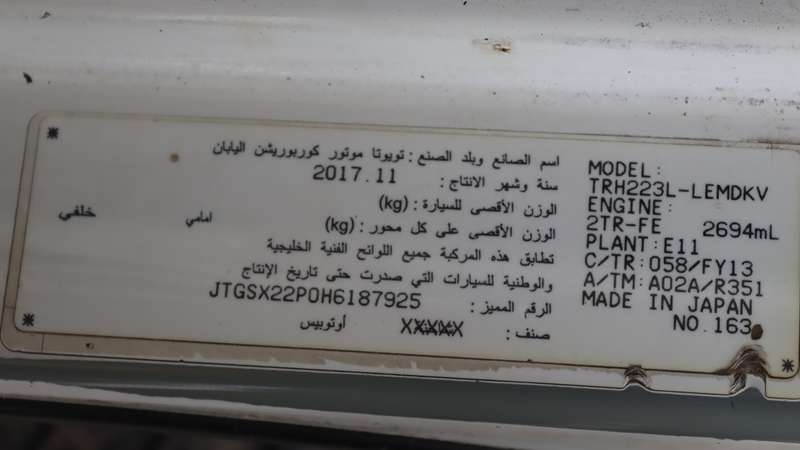 اسم الصانع وبلد الصنع : تويوتا موتور كوربوريشن اليابان
سنة وشهر الانتاج : 2017.11
الوزن الأقصى للسيارة : (kg)
الوزن الأقصى على كل محور : (kg) امامي خلفي
تطابق هذه المركبة جميع اللوائح الفنية الخليجية
والوطنية للسيارات التي صدرت حتى تاريخ الإنتاج
الرقم المميز : JTGSX22P0H6187925
صنف : XXXXX أوتوبيس
MODEL:
TRH223L-LEMDKV
ENGINE:
2TR-FE 2694mL
PLANT:E11
C/TR:058/FY13
A/TM:A02A/R351
MADE IN JAPAN
NO.163